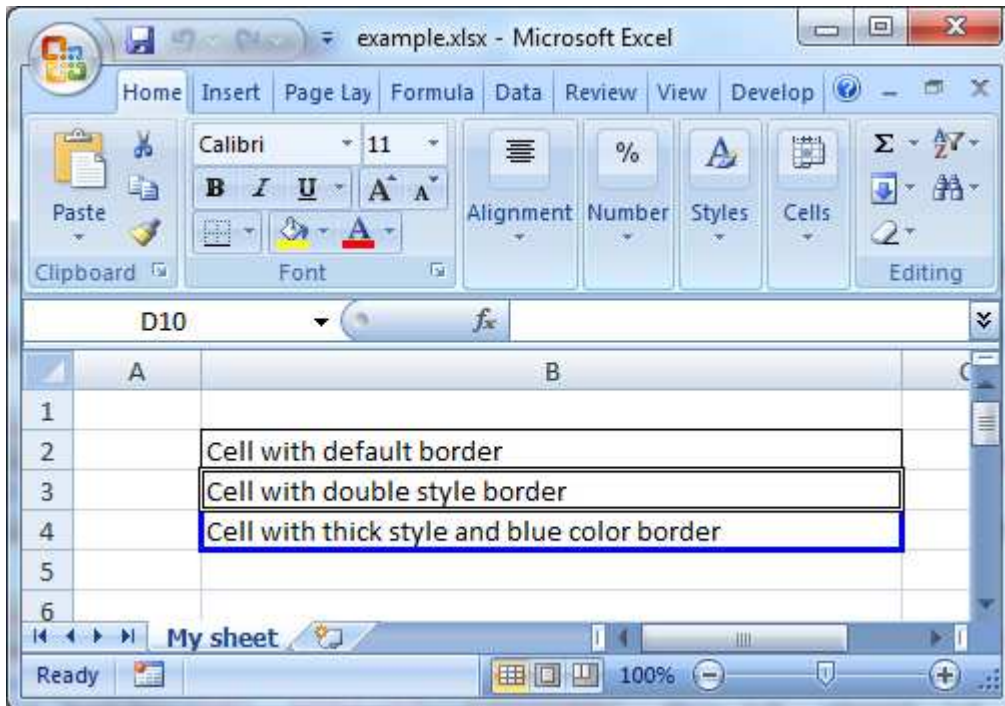 example.xlsx - Microsoft Excel
Home Insert Page Lay Formula Data Review View Develop
Calibri 11
Σ A Z
B I U A A %  A
Paste Alignment Number Styles Cells
A
Clipboard Font Editing
D10 fx
A B C
1
2 Cell with default border
3 Cell with double style border
4 Cell with thick style and blue color border
5
6
My sheet
Ready 100%